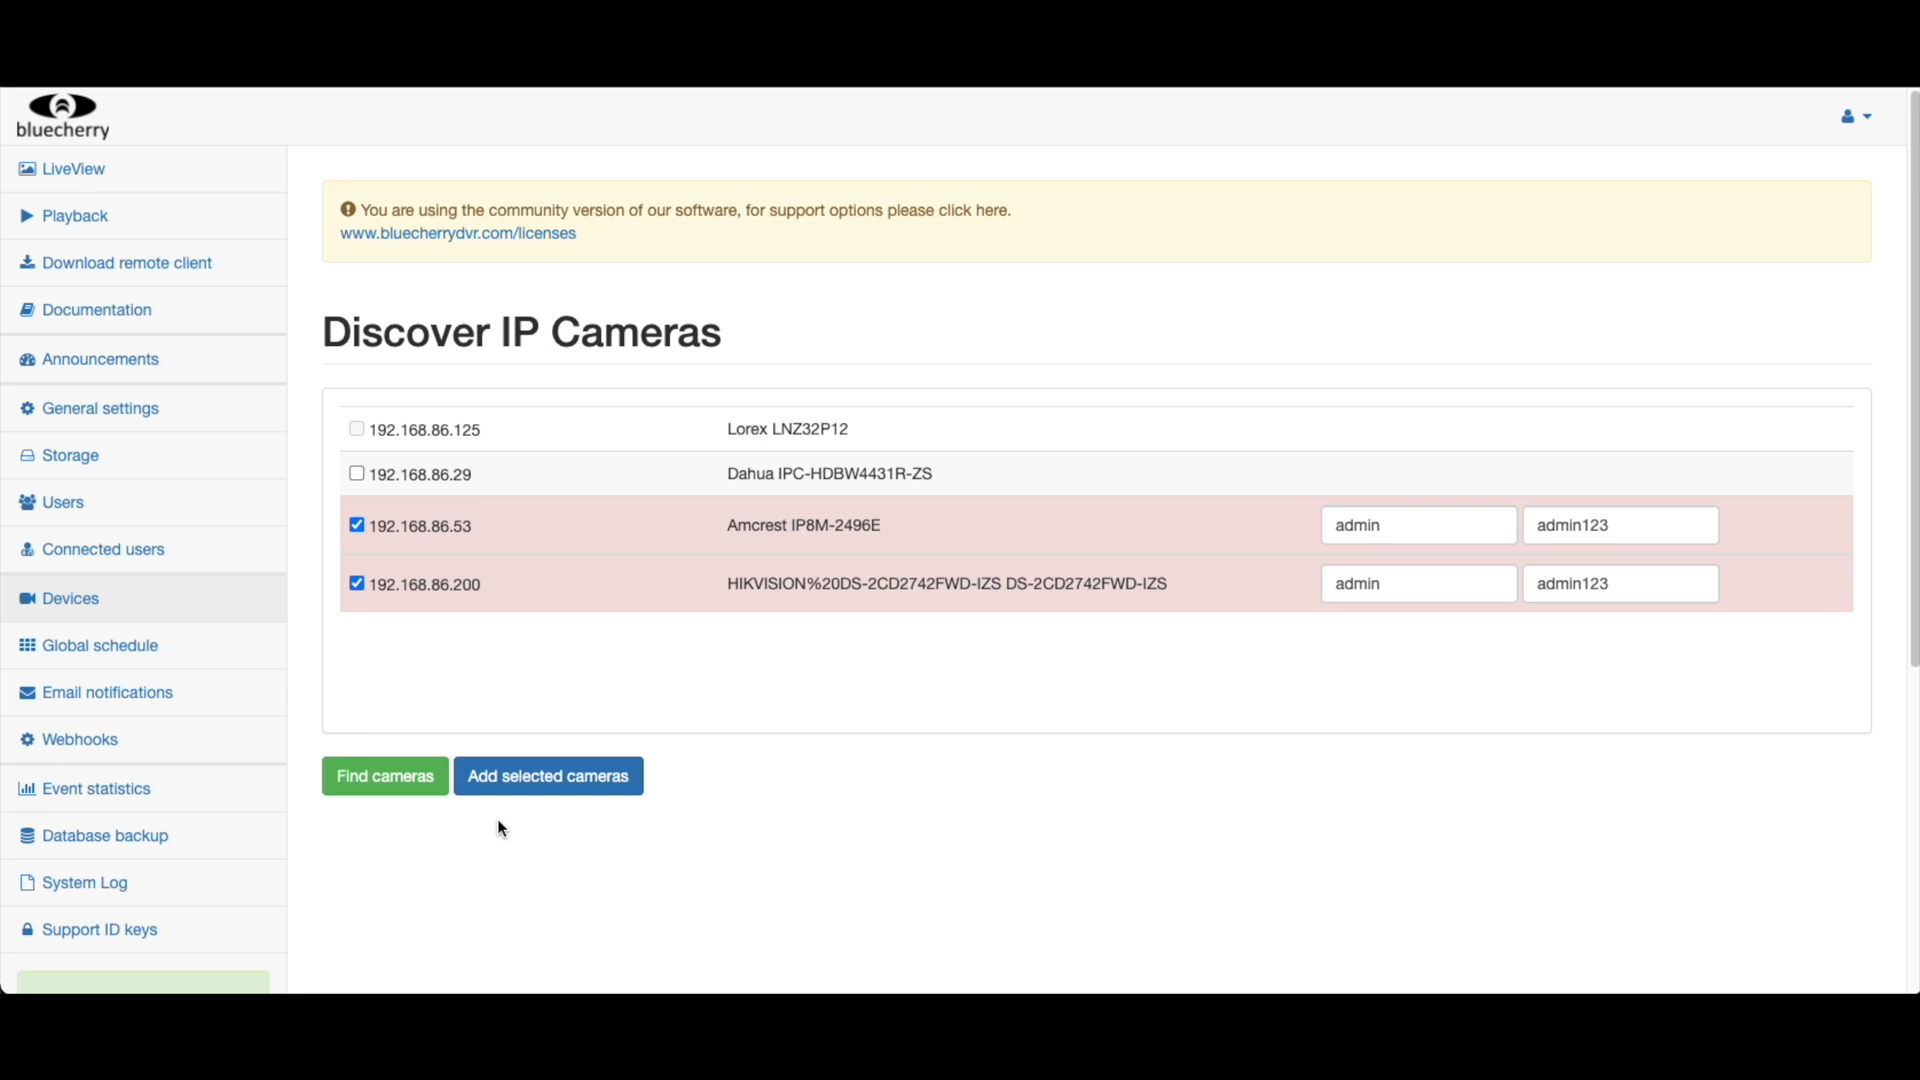 bluecherry
LiveView
Playback
Download remote client
Documentation
Announcements
General settings
Storage
Users
Connected users
Devices
Global schedule
Email notifications
Webhooks
Event statistics
Database backup
System Log
Support ID keys
You are using the community version of our software, for support options please click here.
www.bluecherrydvr.com/licenses
Discover IP Cameras
192.168.86.125 Lorex LNZ32P12
192.168.86.29 Dahua IPC-HDBW4431R-ZS
192.168.86.53 Amcrest IP8M-2496E admin admin123
192.168.86.200 HIKVISION%20DS-2CD2742FWD-IZS DS-2CD2742FWD-IZS admin admin123
Find cameras Add selected cameras